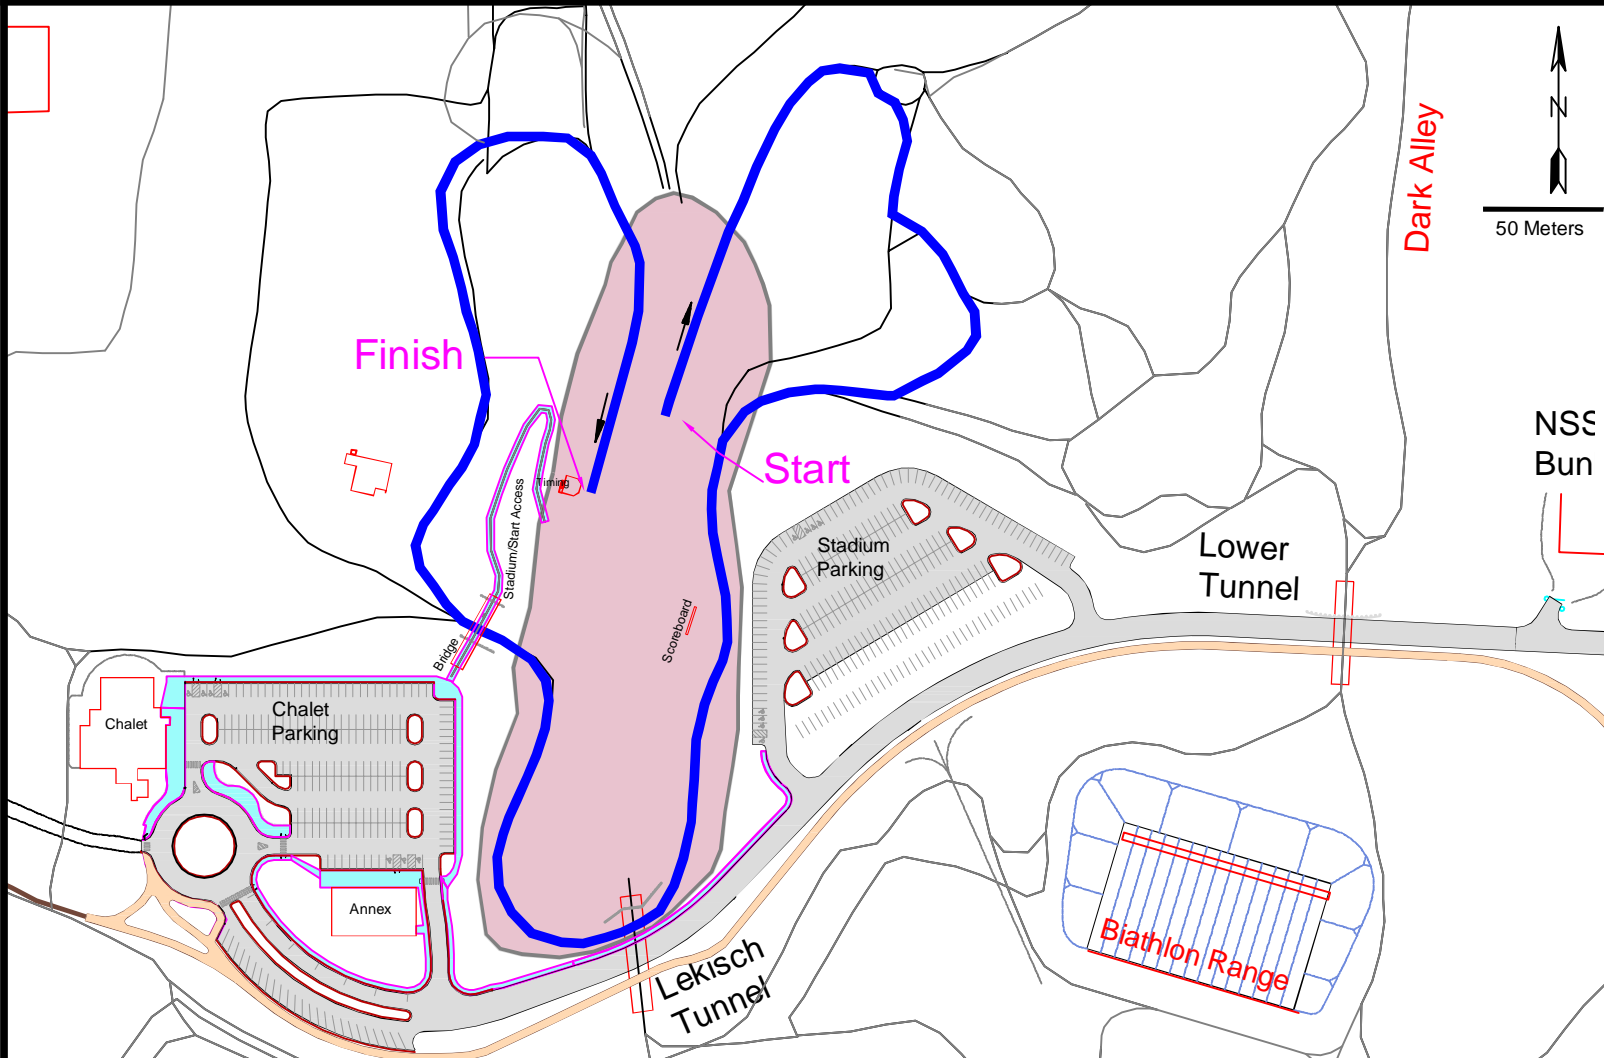 N
50 Meters
Dark Alley
Finish
Start
NSS
Bun
Timing
Stadium/Start Access
Stadium
Parking
Lower
Tunnel
Scoreboard
Bridge
Chalet
Chalet
Parking
Annex
Lekisch
Tunnel
Biathlon Range